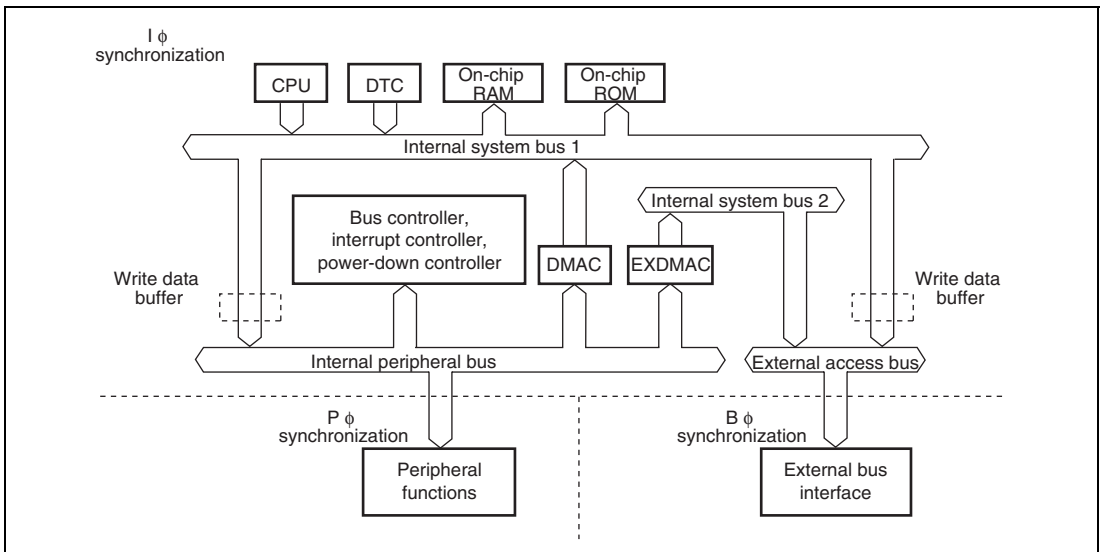 I ϕ
synchronization
CPU
DTC
On-chip
RAM
On-chip
ROM
Internal system bus 1
Internal system bus 2
Bus controller,
interrupt controller,
power-down controller
DMAC
EXDMAC
Write data
buffer
Write data
buffer
Internal peripheral bus
External access bus
P ϕ
synchronization
B ϕ
synchronization
Peripheral
functions
External bus
interface